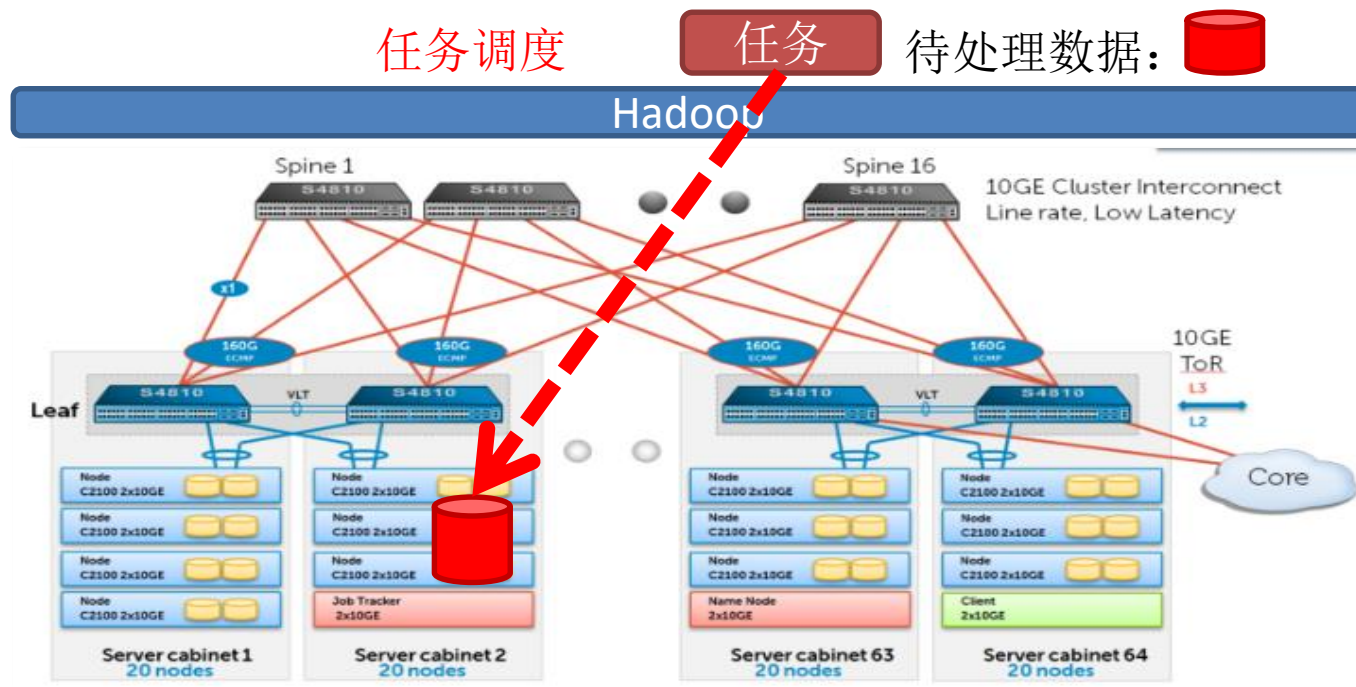 任务调度 任务 待处理数据：
Hadoop
Spine 1 Spine 16
S4810 S4810 S4810
10GE Cluster Interconnect
Line rate, Low Latency
x1
160G ECMP 160G ECMP 160G ECMP 160G ECMP
10GE
ToR
L3
L2
Leaf S4810 VLT S4810 S4810 VLT S4810
Core
Node
C2100 2x10GE
Node
C2100 2x10GE
Node
C2100 2x10GE
Node
C2100 2x10GE
Server cabinet 1
20 nodes
Node
C2100 2x10GE
Node
C2100 2x10GE
Node
C2100 2x10GE
Job Tracker
2x10GE
Server cabinet 2
20 nodes
Node
C2100 2x10GE
Node
C2100 2x10GE
Node
C2100 2x10GE
Name Node
2x10GE
Server cabinet 63
20 nodes
Node
C2100 2x10GE
Node
C2100 2x10GE
Node
C2100 2x10GE
Client
2x10GE
Server cabinet 64
20 nodes